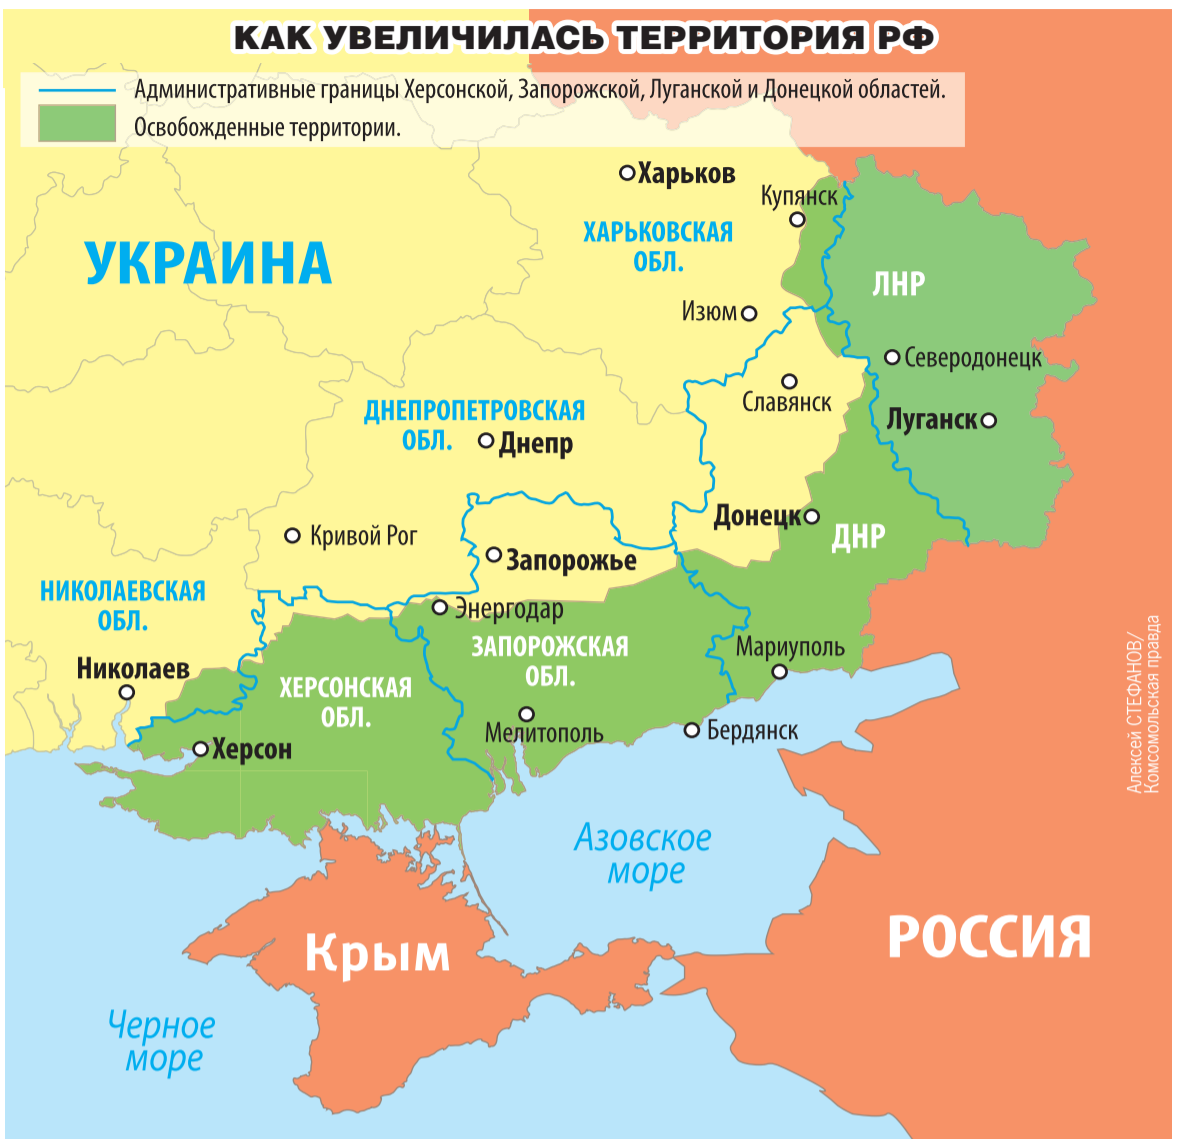 КАК УВЕЛИЧИЛАСЬ ТЕРРИТОРИЯ РФ
Административные границы Херсонской, Запорожской, Луганской и Донецкой областей.
Освобожденные территории.
Харьков
Купянск
ХАРЬКОВСКАЯ
ОБЛ.
УКРАИНА
ЛНР
Изюм
Северодонецк
Славянск
ДНЕПРОПЕТРОВСКАЯ
ОБЛ.
Днепр
Луганск
Донецк
ДНР
Кривой Рог
Запорожье
НИКОЛАЕВСКАЯ
ОБЛ.
Энергодар
ЗАПОРОЖСКАЯ
ОБЛ.
Мариуполь
Николаев
ХЕРСОНСКАЯ
ОБЛ.
Мелитополь
Бердянск
Херсон
Алексей СТЕФАНОВ/
Комсомольская правда
Азовское
море
РОССИЯ
Крым
Черное
море